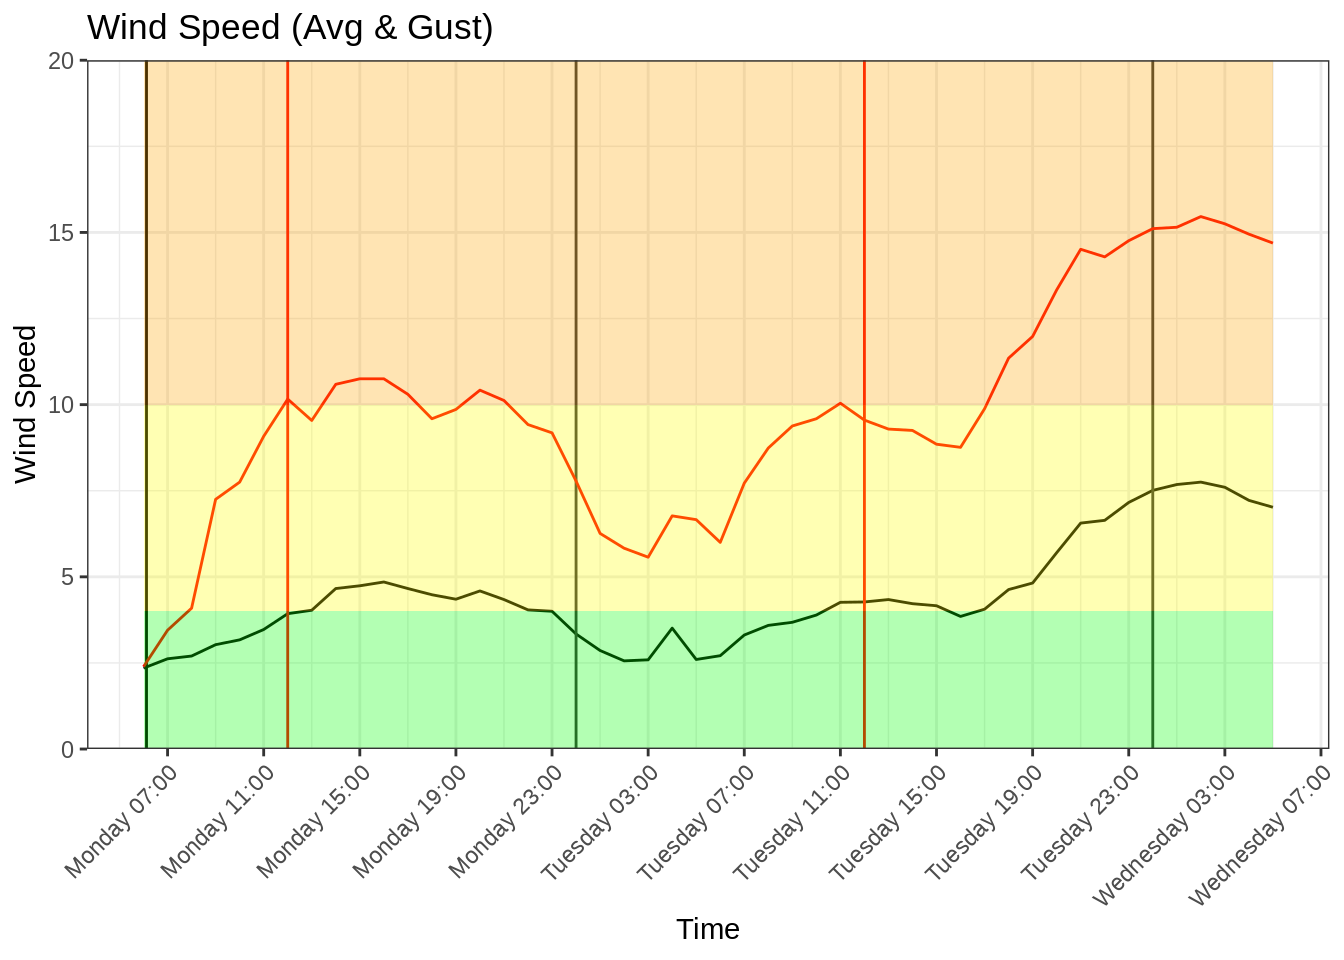 Wind Speed (Avg & Gust)
20
15
10
5
0
Wind Speed
Monday 07:00
Monday 11:00
Monday 15:00
Monday 19:00
Monday 23:00
Tuesday 03:00
Tuesday 07:00
Tuesday 11:00
Tuesday 15:00
Tuesday 19:00
Tuesday 23:00
Wednesday 03:00
Wednesday 07:00
Time